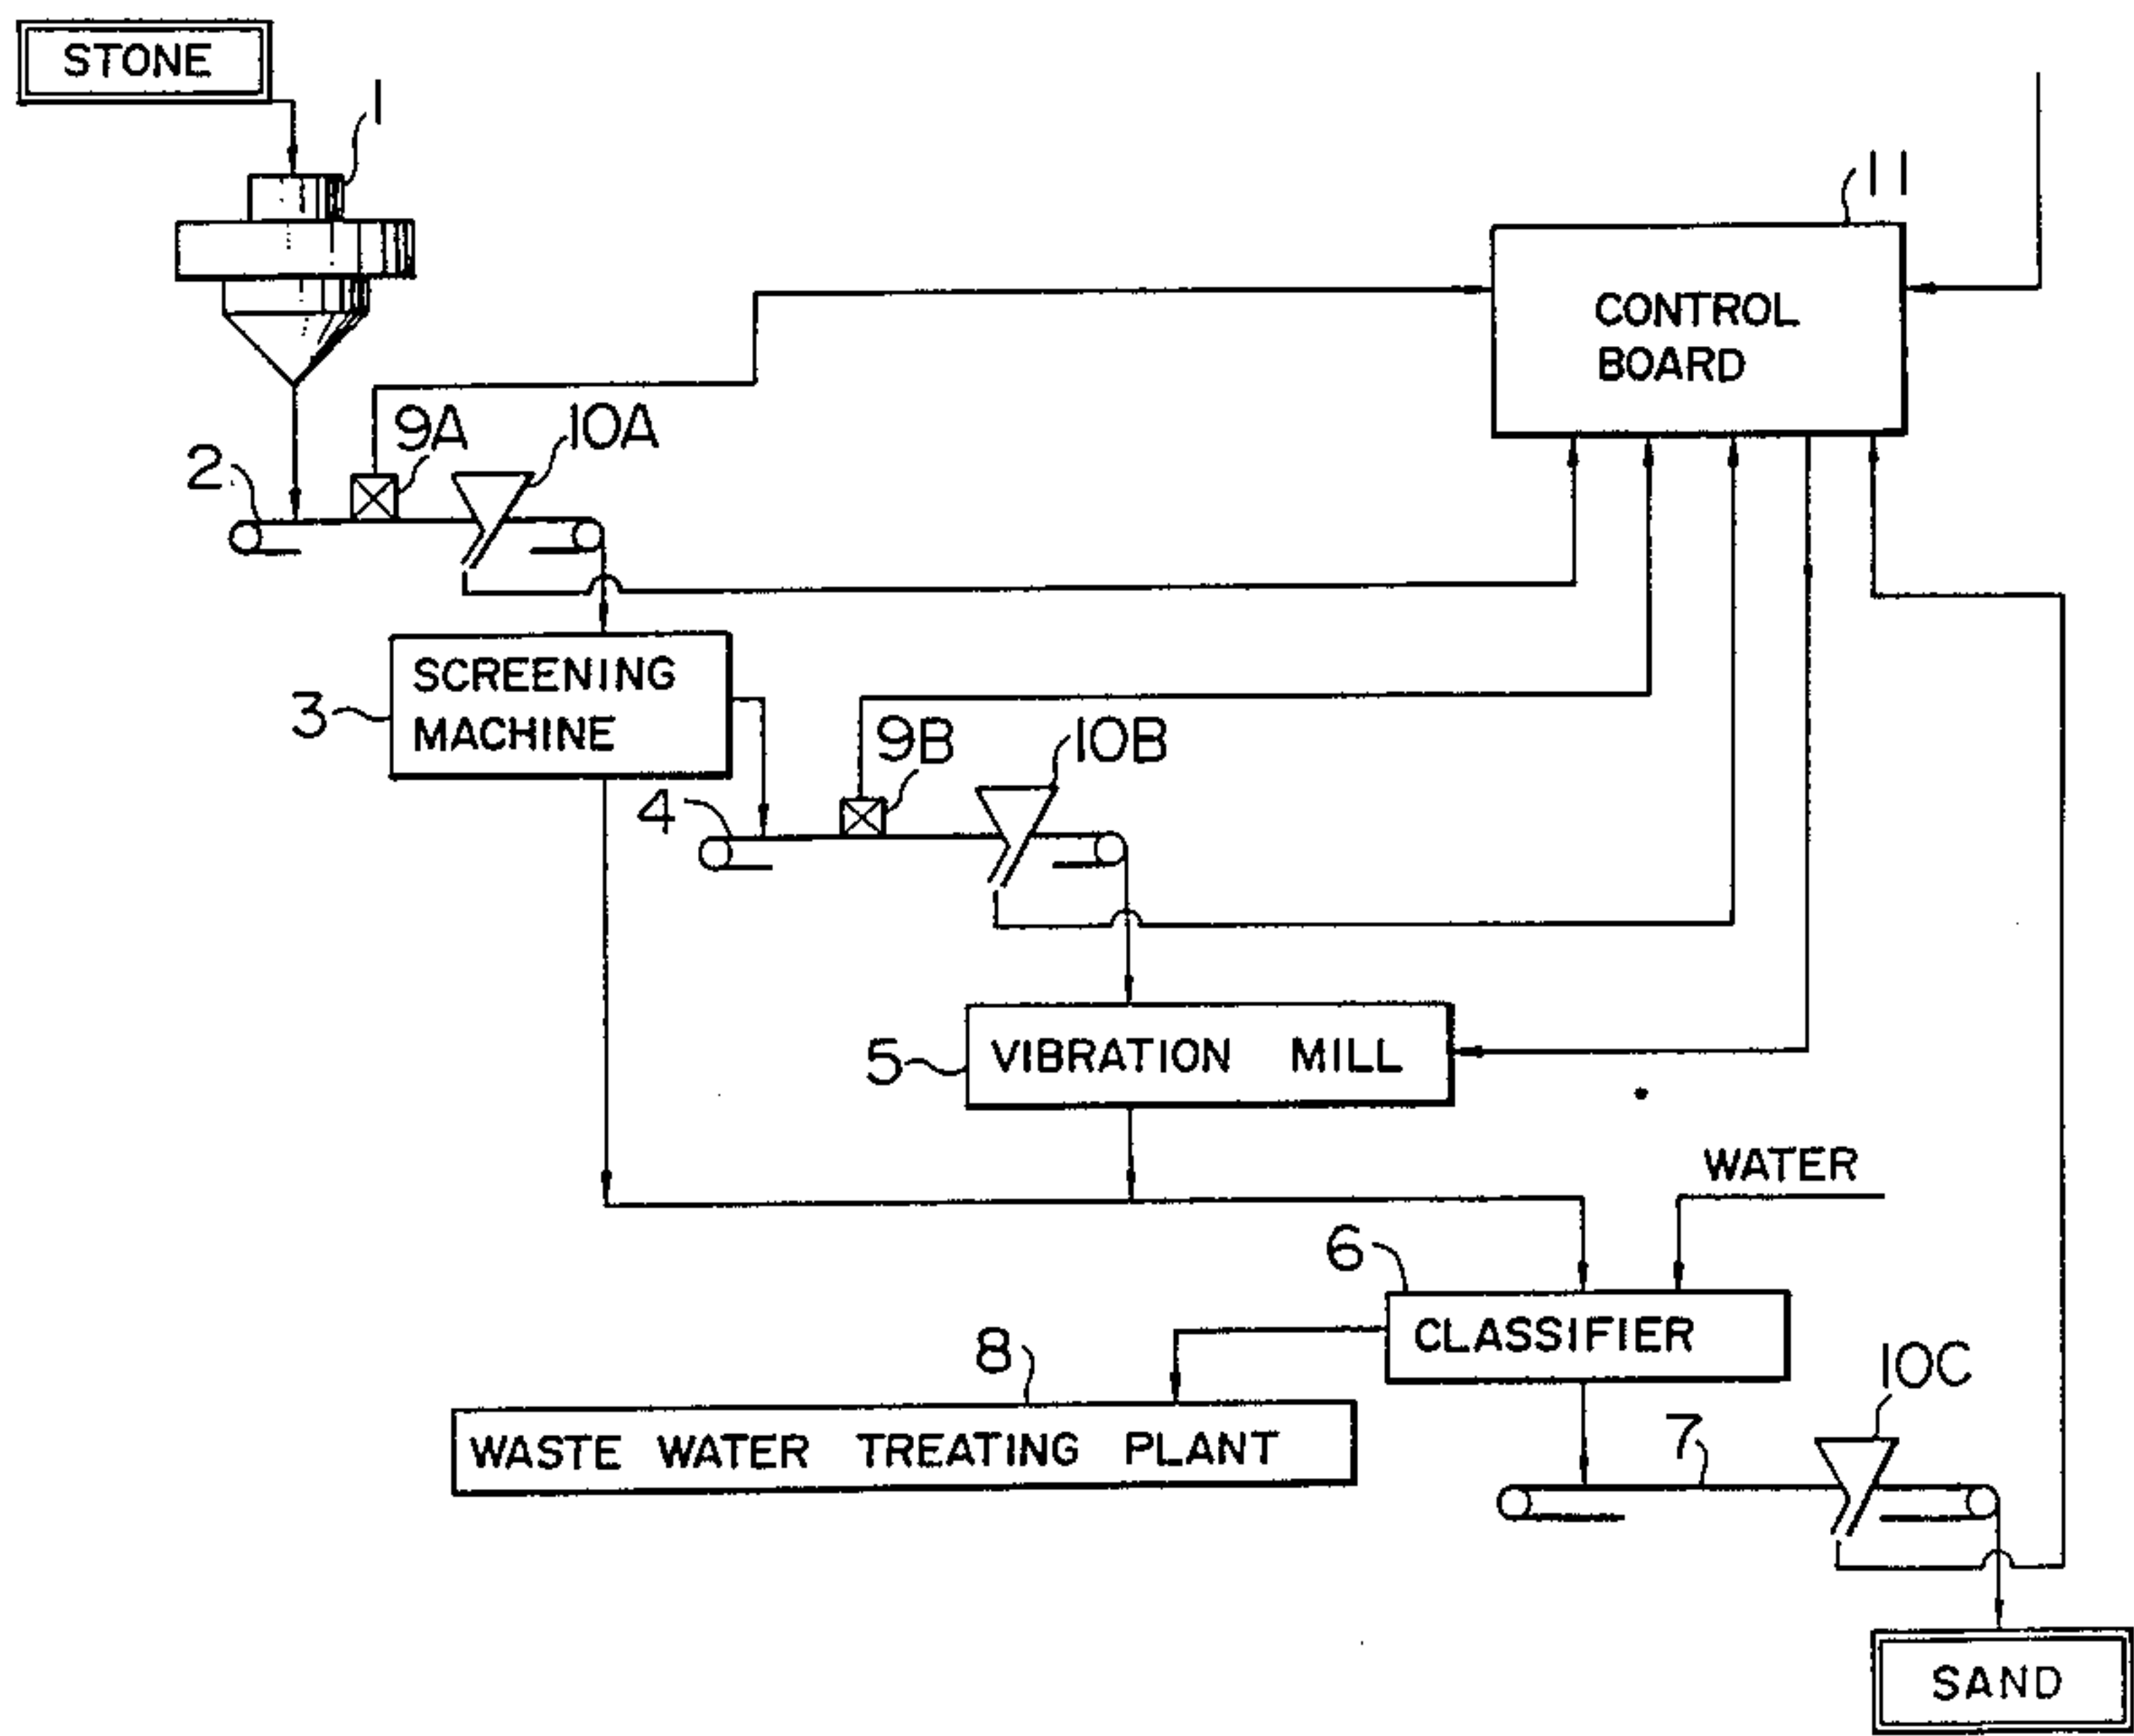 STONE
1
11
CONTROL
BOARD
9A
10A
2
SCREENING
MACHINE
3
9B
10B
4
5
VIBRATION MILL
WATER
6
CLASSIFIER
8
10C
7
WASTE WATER TREATING PLANT
SAND